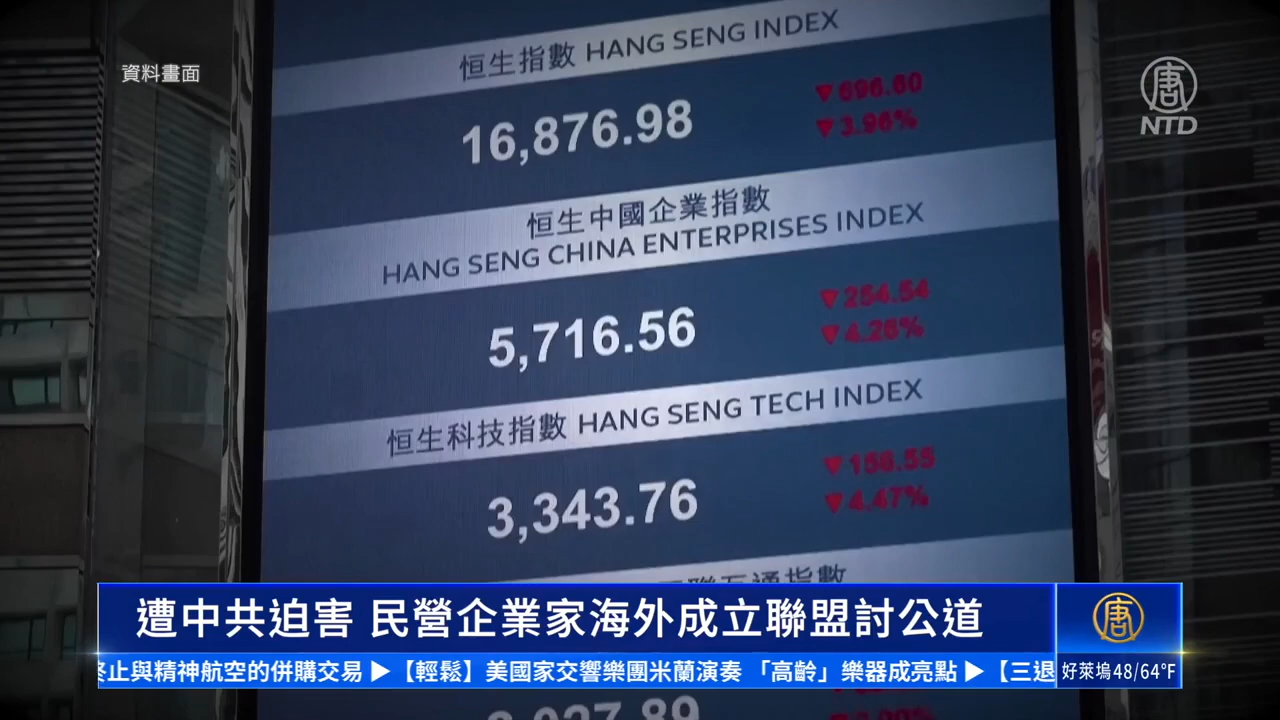 資料畫面
唐
NTD
恒生指數 HANG SENG INDEX
16,876.98
▼696.60
▼3.96%
恒生中國企業指數
HANG SENG CHINA ENTERPRISES INDEX
5,716.56
▼254.54
▼4.26%
恒生科技指數 HANG SENG TECH INDEX
3,343.76
▼156.55
▼4.47%
遭中共迫害 民營企業家海外成立聯盟討公道
唐
止與精神航空的併購交易 ▶【輕鬆】美國家交響樂團米蘭演奏 「高齡」樂器成亮點 ▶【三退
好萊塢48/64°F